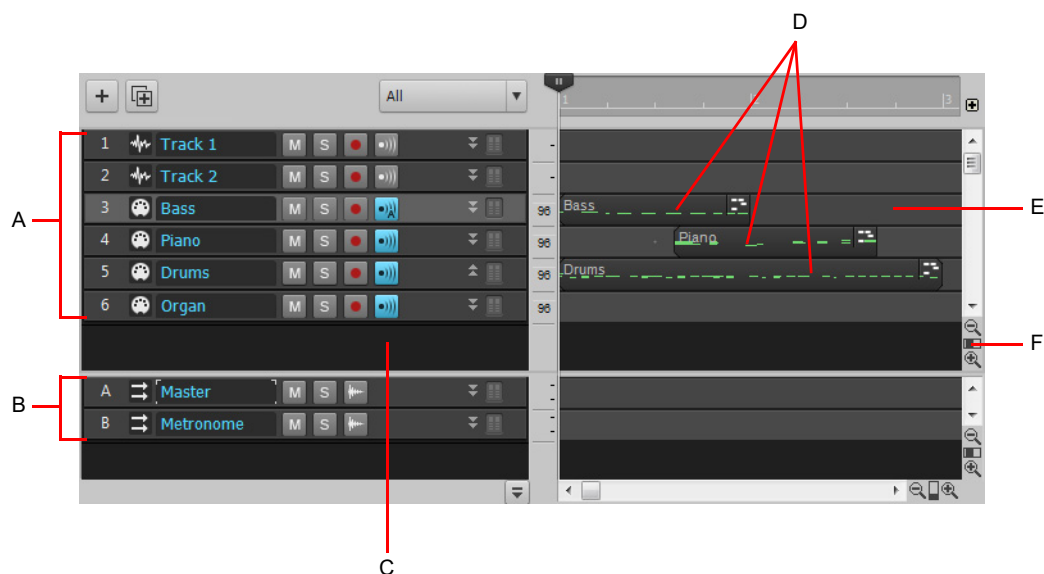 D
+ All
1 2 3
1 Track 1 M S -
2 Track 2 M S -
A
3 Bass M S A 96 Bass E
4 Piano M S 96 Piano
5 Drums M S 96 Drums
6 Organ M S 96
F
A Master M S - -
B
B Metronome M S - -
C